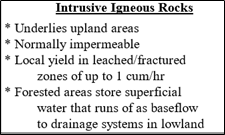 Intrusive Igneous Rocks
* Underlies upland areas
* Normally impermeable
* Local yield in leached/fractured
zones of up to 1 cum/hr
* Forested areas store superficial
water that runs of as baseflow
to drainage systems in lowland